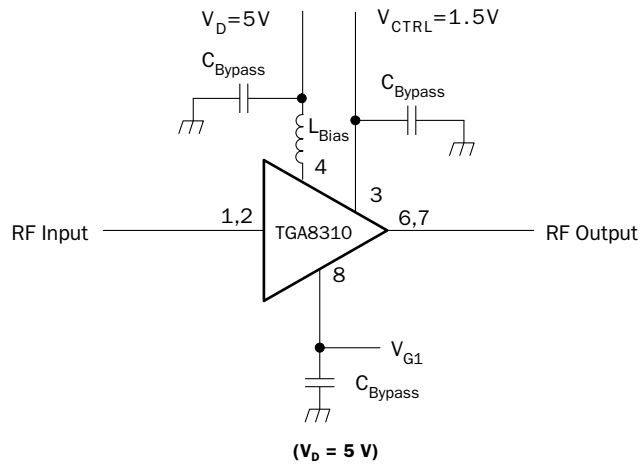 V_D=5V
V_CTRL=1.5V
C_Bypass
C_Bypass
L_Bias
4
3
1,2
6,7
RF Input
TGA8310
RF Output
8
V_G1
C_Bypass
(V_D = 5 V)